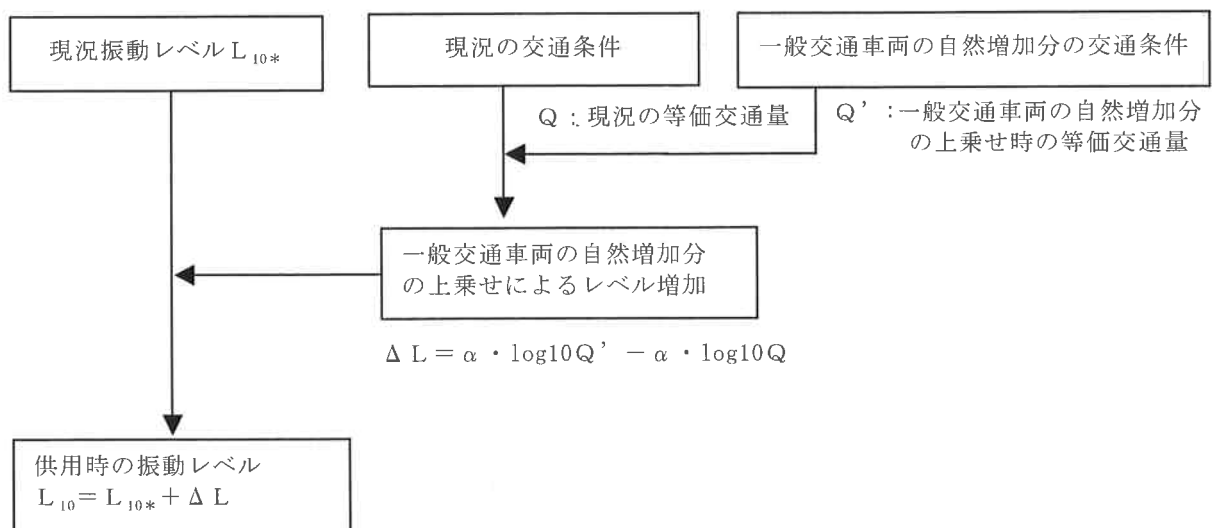 現況振動レベルL10*
現況の交通条件
一般交通車両の自然増加分の交通条件
Q:現況の等価交通量
Q’:一般交通車両の自然増加分
の上乗せ時の等価交通量
一般交通車両の自然増加分
の上乗せによるレベル増加
ΔL=α・log10Q’-α・log10Q
供用時の振動レベル
L10=L10*+ΔL